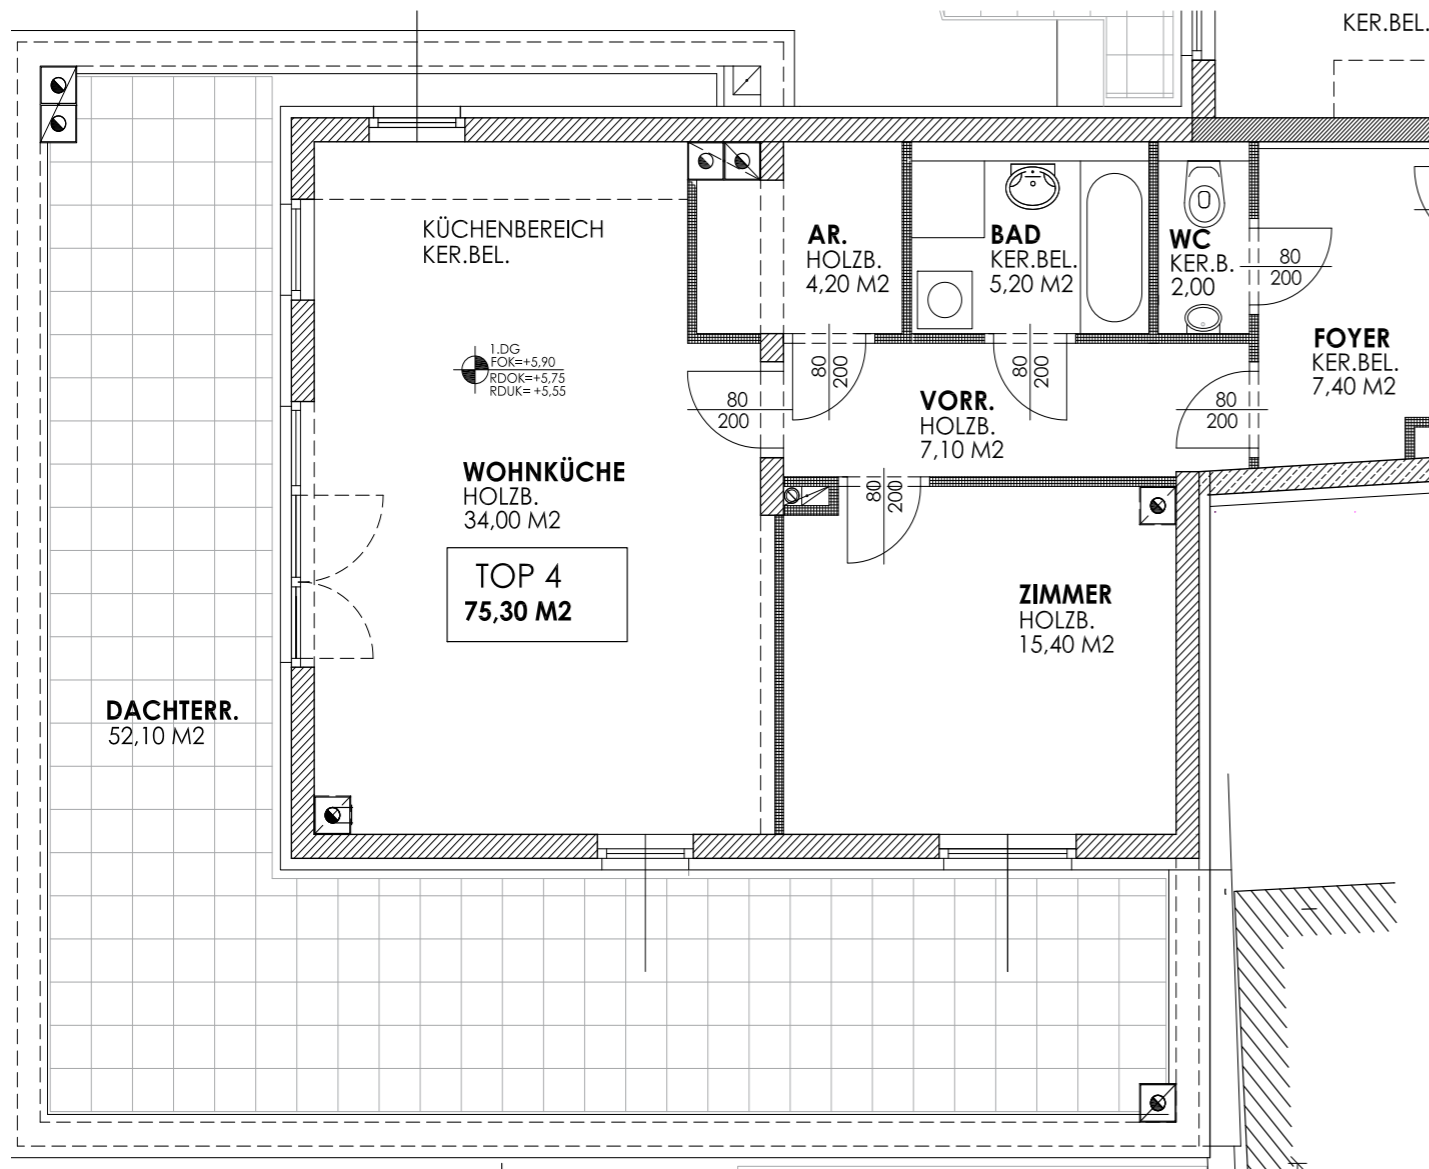 KER.BEL.
KÜCHENBEREICH
KER.BEL.
AR.
HOLZB.
4,20 M2
BAD
KER.BEL.
5,20 M2
WC
KER.B.
2,00
80
200
FOYER
KER.BEL.
7,40 M2
1.DG
FOK=+5,90
RDOK=+5,75
RDUK= +5,55
80
200
80
200
80
200
80
200
VORR.
HOLZB.
7,10 M2
WOHNKÜCHE
HOLZB.
34,00 M2
80
200
TOP 4
75,30 M2
ZIMMER
HOLZB.
15,40 M2
DACHTERR.
52,10 M2